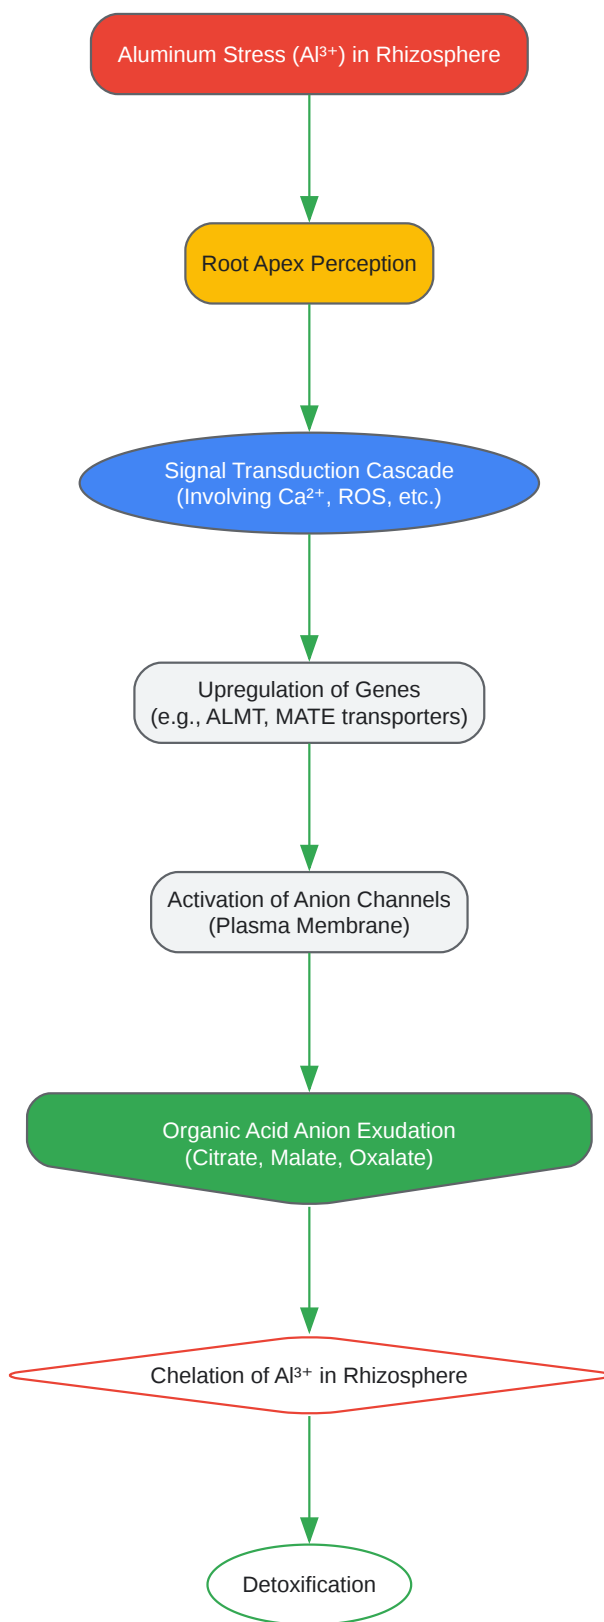 Aluminum Stress (Al³⁺) in Rhizosphere
Root Apex Perception
Signal Transduction Cascade
(Involving Ca²⁺, ROS, etc.)
Upregulation of Genes
(e.g., ALMT, MATE transporters)
Activation of Anion Channels
(Plasma Membrane)
Organic Acid Anion Exudation
(Citrate, Malate, Oxalate)
Chelation of Al³⁺ in Rhizosphere
Detoxification